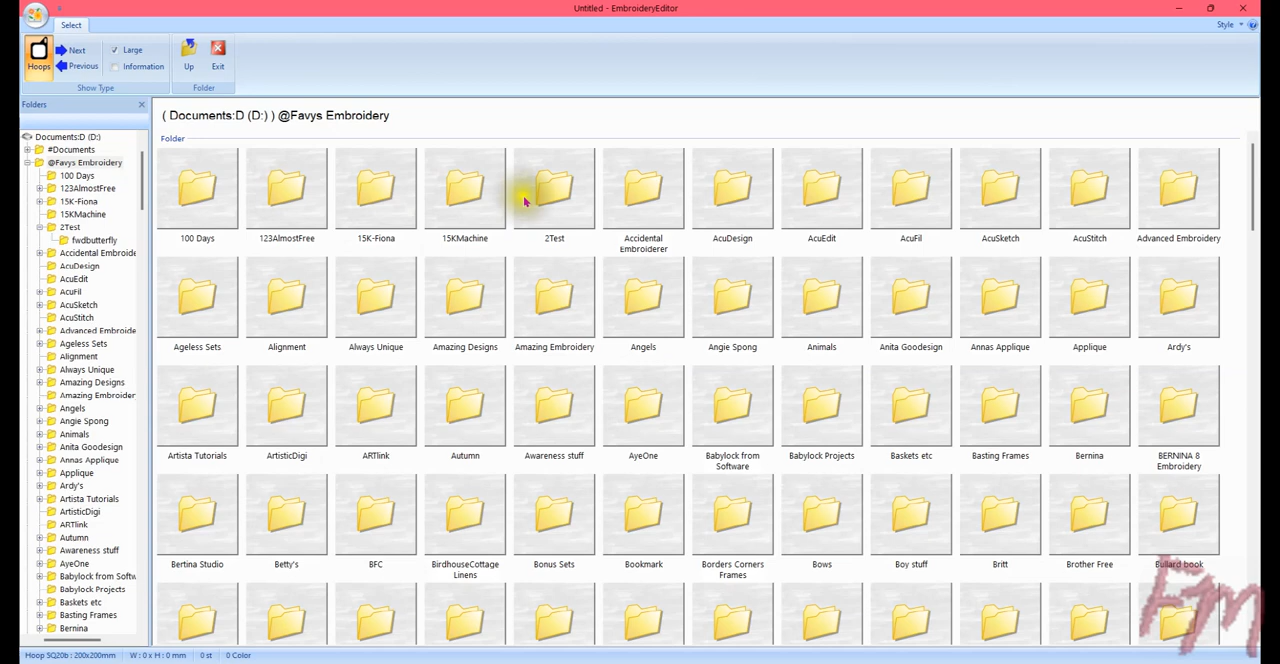 Untitled - EmbroideryEditor
Select
Style
Hoops
Next
Previous
Large
Information
Up
Exit
Show Type
Folder
Folders
Documents:D (D:)
#Documents
@Favys Embroidery
100 Days
123AlmostFree
15K-Fiona
15KMachine
2Test
fwdbutterfly
Accidental Embroide
AcuDesign
AcuEdit
AcuFil
AcuSketch
AcuStitch
Advanced Embroide
Ageless Sets
Alignment
Always Unique
Amazing Designs
Amazing Embroider
Angels
Angie Spong
Animals
Anita Goodesign
Annas Applique
Applique
Ardy's
Artista Tutorials
ArtisticDigi
ARTlink
Autumn
Awareness stuff
AyeOne
Babylock from Softw
Babylock Projects
Baskets etc
Basting Frames
Bernina
( Documents:D (D:) ) @Favys Embroidery
Folder
100 Days
123AlmostFree
15K-Fiona
15KMachine
2Test
Accidental
Embroiderer
AcuDesign
AcuEdit
AcuFil
AcuSketch
AcuStitch
Advanced Embroidery
Ageless Sets
Alignment
Always Unique
Amazing Designs
Amazing Embroidery
Angels
Angie Spong
Animals
Anita Goodesign
Annas Applique
Applique
Ardy's
Artista Tutorials
ArtisticDigi
ARTlink
Autumn
Awareness stuff
AyeOne
Babylock from
Software
Babylock Projects
Baskets etc
Basting Frames
Bernina
BERNINA 8
Embroidery
Bertina Studio
Betty's
BFC
BirdhouseCottage
Linens
Bonus Sets
Bookmark
Borders Corners
Frames
Bows
Boy stuff
Britt
Brother Free
Bullard book
FM
Hoop SQ20b : 200x200mm
W : 0 x H : 0 mm
0 st
0 Color